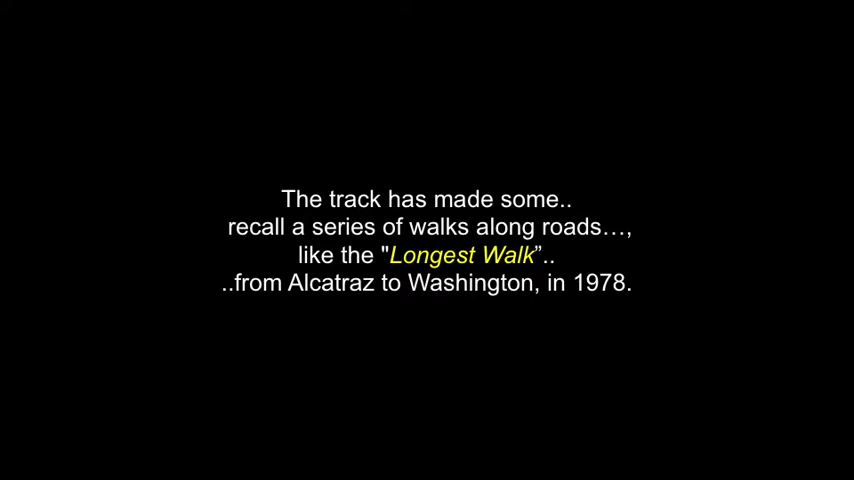 The track has made some..
recall a series of walks along roads…,
like the "Longest Walk”..
..from Alcatraz to Washington, in 1978.